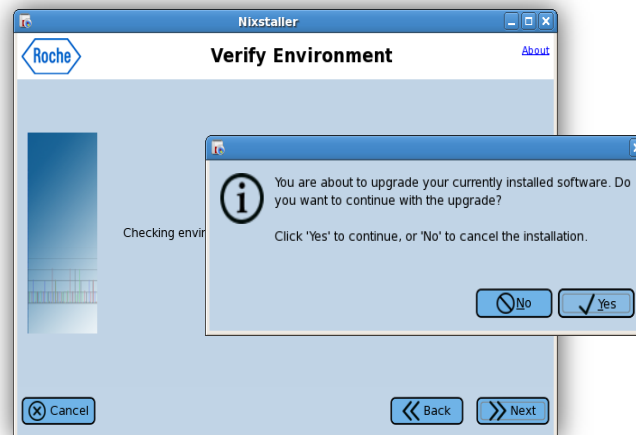 Nixstaller
Roche
Verify Environment
About
You are about to upgrade your currently installed software. Do
you want to continue with the upgrade?
Checking envir
Click 'Yes' to continue, or 'No' to cancel the installation.
No
Yes
Cancel
Back
Next